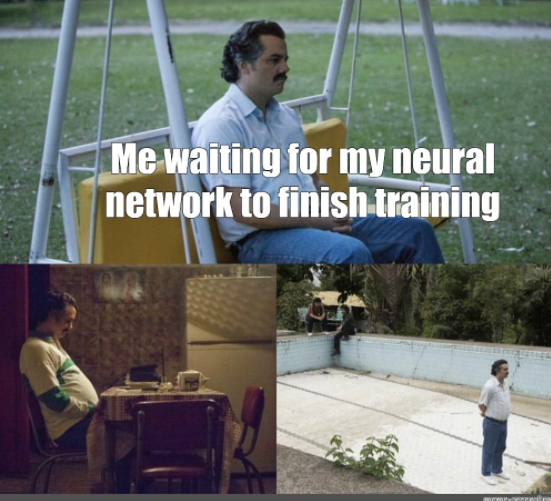 Me waiting for my neural
network to finish training